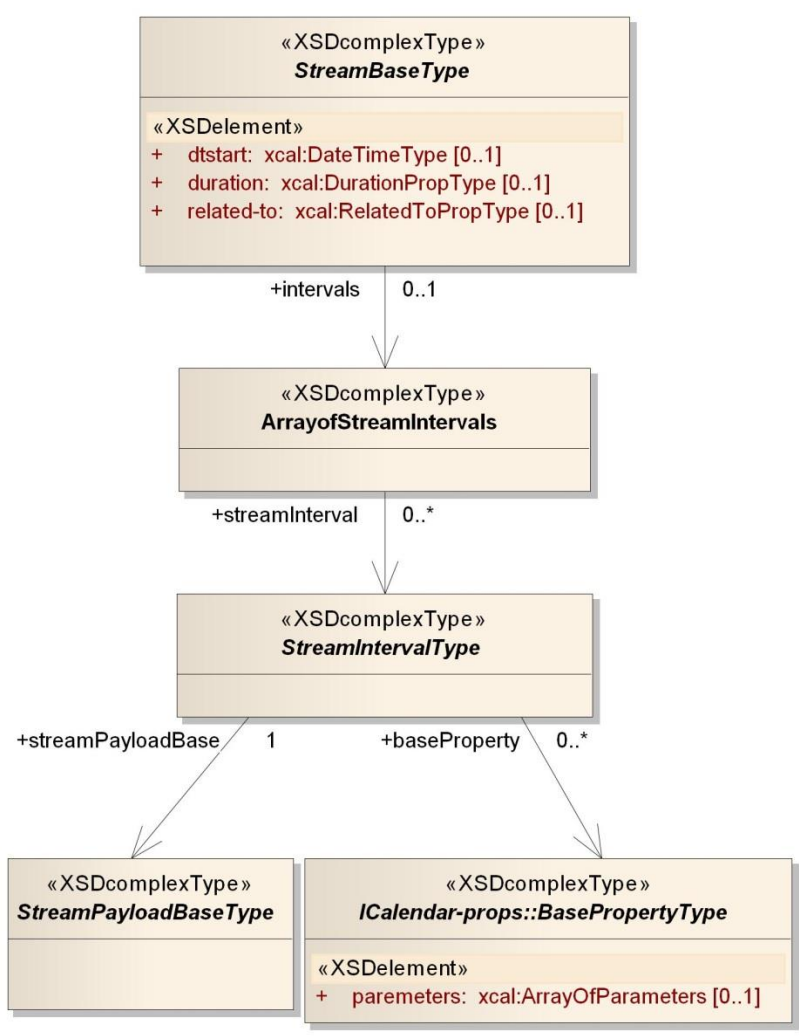 «XSDcomplexType»
StreamBaseType
«XSDelement»
+ dtstart: xcal:DateTimeType [0..1]
+ duration: xcal:DurationPropType [0..1]
+ related-to: xcal:RelatedToPropType [0..1]
+intervals 0..1
«XSDcomplexType»
ArrayofStreamIntervals
+streamInterval 0..*
«XSDcomplexType»
StreamIntervalType
+streamPayloadBase 1 +baseProperty 0..*
«XSDcomplexType»
StreamPayloadBaseType
«XSDcomplexType»
ICalendar-props::BasePropertyType
«XSDelement»
+ paremeters: xcal:ArrayOfParameters [0..1]